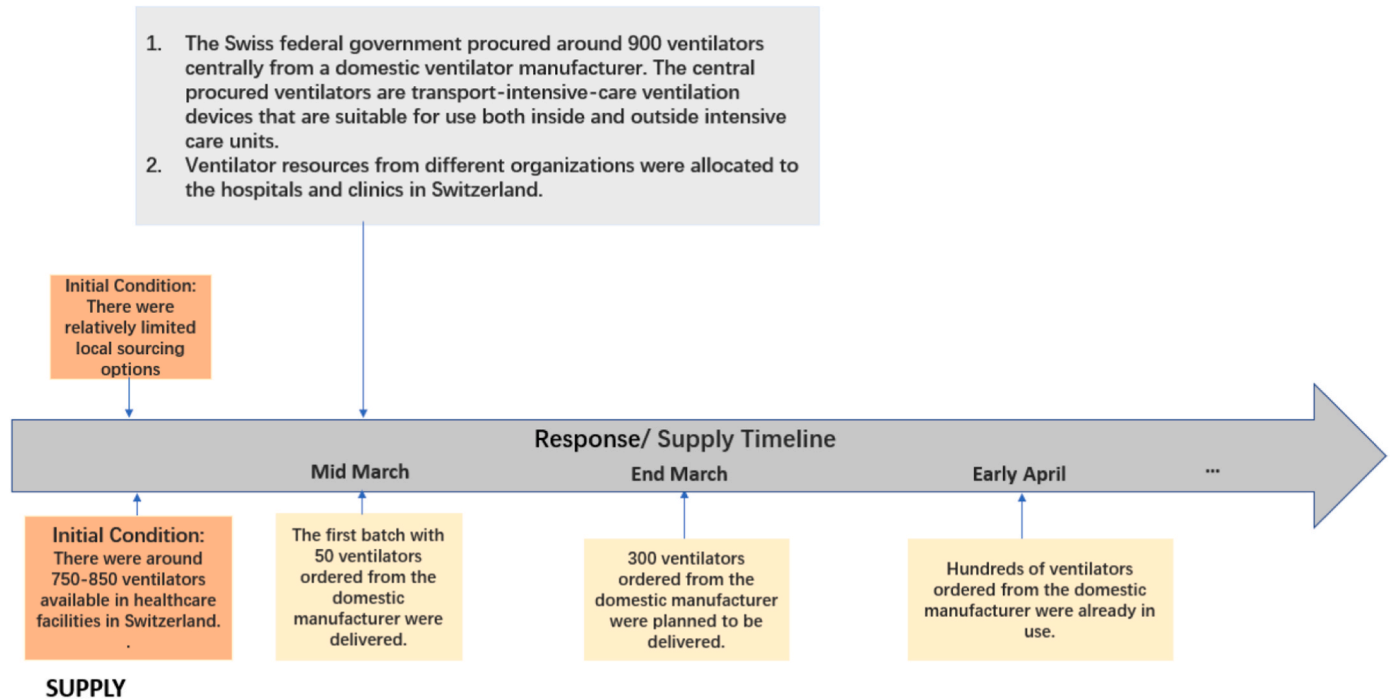 1. The Swiss federal government procured around 900 ventilators
centrally from a domestic ventilator manufacturer. The central
procured ventilators are transport-intensive-care ventilation
devices that are suitable for use both inside and outside intensive
care units.
2. Ventilator resources from different organizations were allocated to
the hospitals and clinics in Switzerland.
Initial Condition:
There were
relatively limited
local sourcing
options
Response/ Supply Timeline
Mid March
End March
Early April
...
Initial Condition:
There were around
750-850 ventilators
available in healthcare
facilities in Switzerland.
.
The first batch with
50 ventilators
ordered from the
domestic
manufacturer were
delivered.
300 ventilators
ordered from the
domestic manufacturer
were planned to be
delivered.
Hundreds of ventilators
ordered from the domestic
manufacturer were already in
use.
SUPPLY